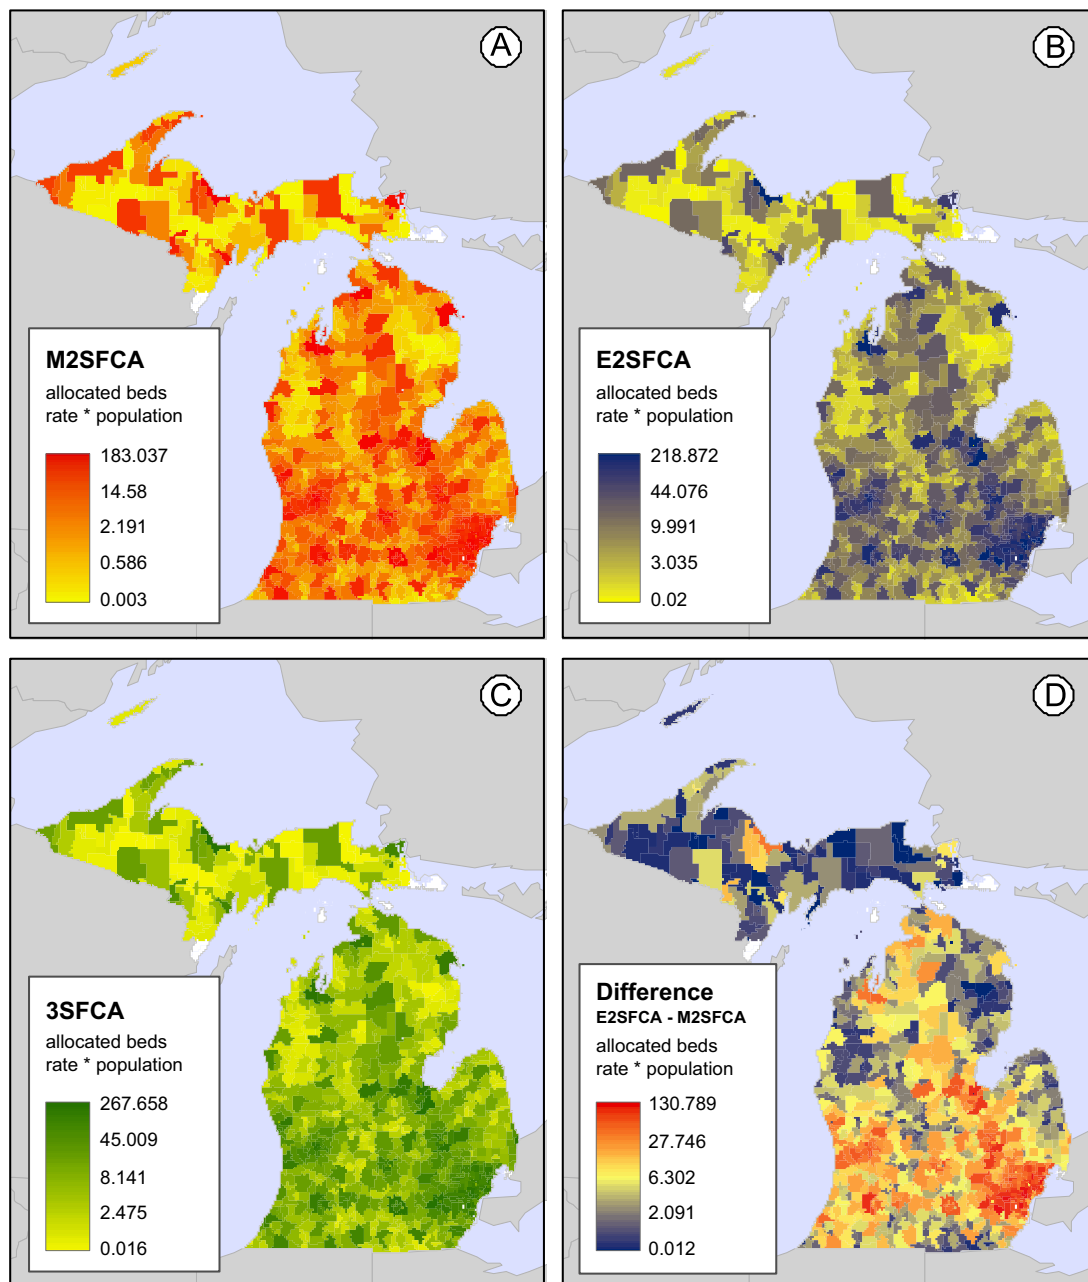 A
M2SFCA
allocated beds
rate * population
183.037
14.58
2.191
0.586
0.003
B
E2SFCA
allocated beds
rate * population
218.872
44.076
9.991
3.035
0.02
C
3SFCA
allocated beds
rate * population
267.658
45.009
8.141
2.475
0.016
D
Difference
E2SFCA - M2SFCA
allocated beds
rate * population
130.789
27.746
6.302
2.091
0.012